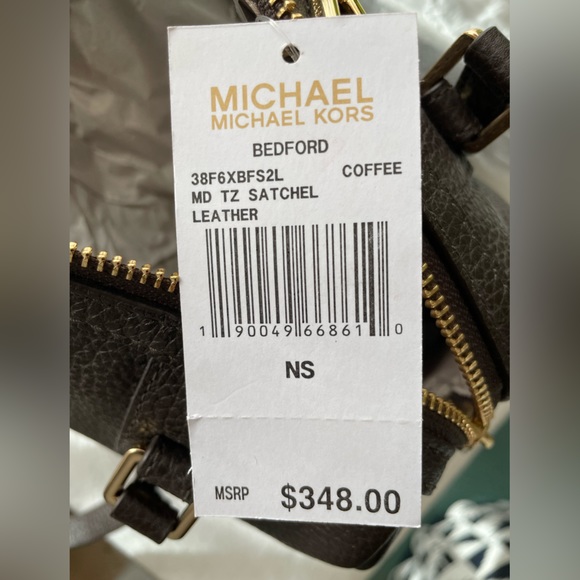 MICHAEL
MICHAEL KORS
BEDFORD
38F6XBFS2L COFFEE
MD TZ SATCHEL
LEATHER
1 90049 66861 0
NS
MSRP $348.00